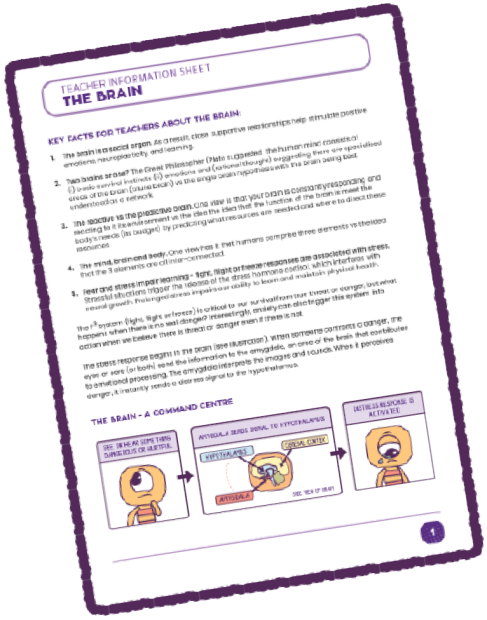 TEACHER INFORMATION SHEET
THE BRAIN
KEY FACTS FOR TEACHERS ABOUT THE BRAIN:
1. The brain is a social organ. As a result, close supportive relationships help stimulate positive
emotions, neuroplasticity, and learning.
2. Two brains or one? The Great Philosopher (Plato suggested the human mind consists of
(i) basic survival instincts (ii) emotions and (rational thought) suggesting there are specialised
areas of the brain (triune brain) vs the single brain hypothesis with the brain being best
understood as a network.
3. The reactive vs the predictive brain. One view is that your brain is constantly responding and
reacting to it's environment vs the idea the idea that the function of the brain is meet the
body's needs (its budget) by predicting what resources are needed and where to direct these
resources.
4. The mind, brain and body. One view has it that humans comprise three elements vs the idea
that the 3 elements are all inter-connected.
5. Fear and stress impair learning - fight, flight or freeze responses are associated with stress.
Stressful situations trigger the release of the stress hormone cortisol, which interferes with
neural growth. Prolonged stress impairs our ability to learn and maintain physical health.
The F³ system (fight, flight or freeze) is critical to our survival from true threat or danger, but what
happens when there is no real danger? Interestingly, anxiety can also trigger this system into
action when we believe there is threat or danger even if there is not.
The stress response begins in the brain (see illustration). When someone confronts a danger, the
eyes or ears (or both) send the information to the amygdala, an area of the brain that contributes
to emotional processing. The amygdala interprets the images and sounds. When it perceives
danger, it instantly sends a distress signal to the hypothalamus.
THE BRAIN - A COMMAND CENTRE
SEE OR HEAR SOMETHING
DANGEROUS OR HURTFUL
AMYGDALA SENDS SIGNAL TO HYPOTHALAMUS
HYPOTHALAMUS
CEREBRAL CORTEX
AMYGDALA
SIDE VIEW OF BRAIN
DISTRESS RESPONSE IS
ACTIVATED
1